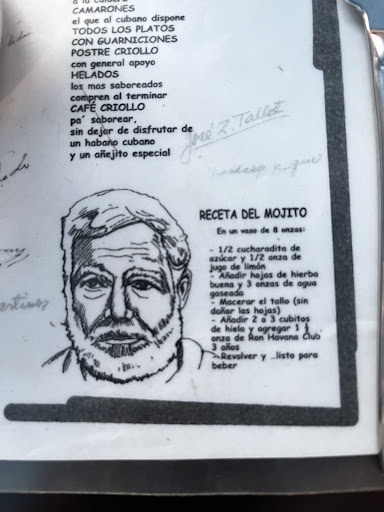 a la caldera
CAMARONES
el que al cubano dispone
TODOS LOS PLATOS
CON GUARNICIONES
POSTRE CRIOLLO
con general apoyo
HELADOS
los mas saboreados
compren al terminar
CAFÉ CRIOLLO
pa´ saborear,
sin dejar de disfrutar de
un habano cubano
y un añejito especial
José Z. Tallet
RECETA DEL MOJITO
En un vaso de 8 onzas:
- 1/2 cucharadita de
azúcar y 1/2 onza de
jugo de limón
- Añadir hojas de hierba
buena y 3 onzas de agua
gaseada
- Macerar el tallo (sin
dañar las hojas)
- Añadir 2 o 3 cubitos
de hielo y agregar 1 ½
onza de Ron Havana Club
3 años
- Revolver y ...listo para
beber